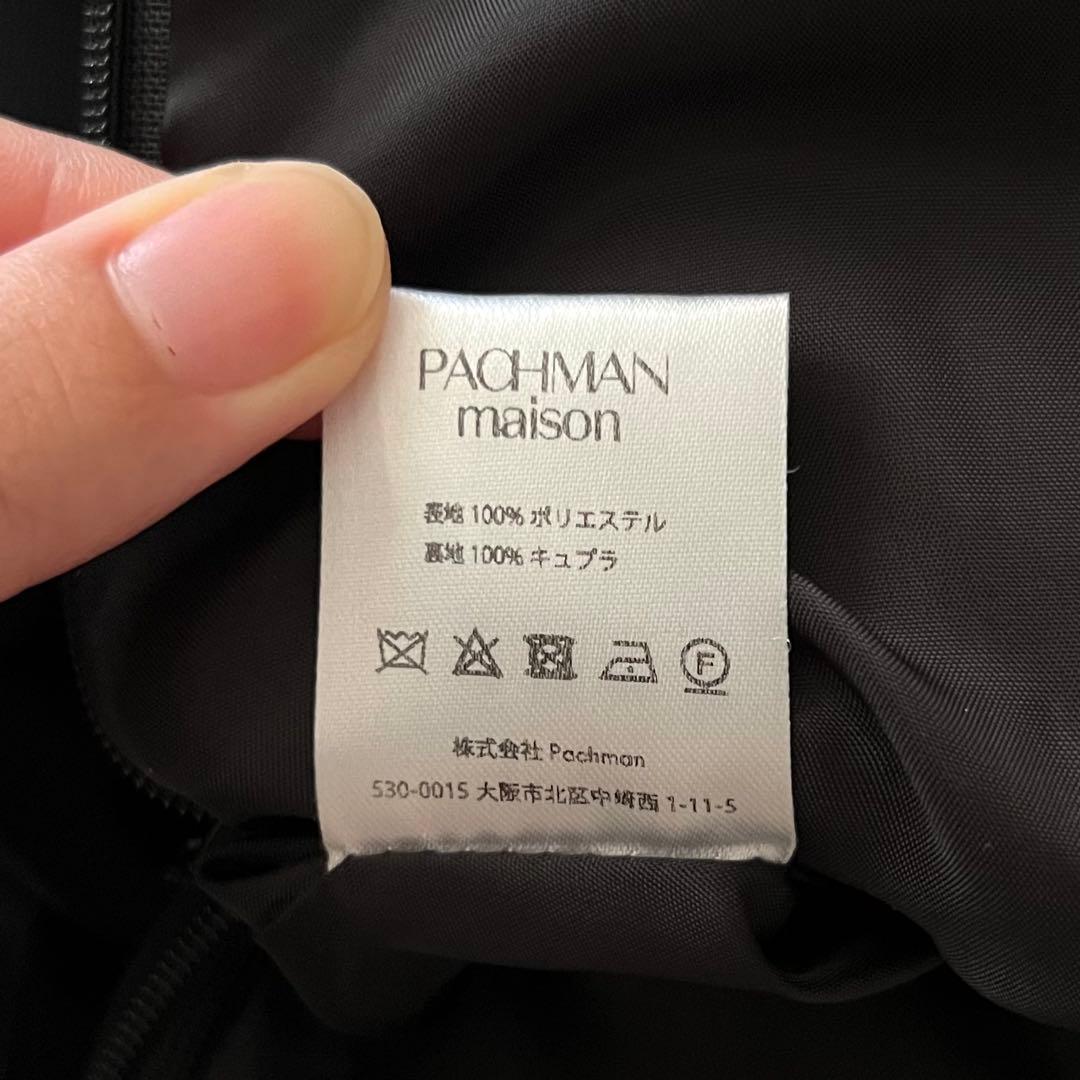 PACHMAN
maison
表地 100% ポリエステル
裏地 100% キュプラ
F
株式会社 Pachman
530-0015 大阪市北区中崎西 1-11-5